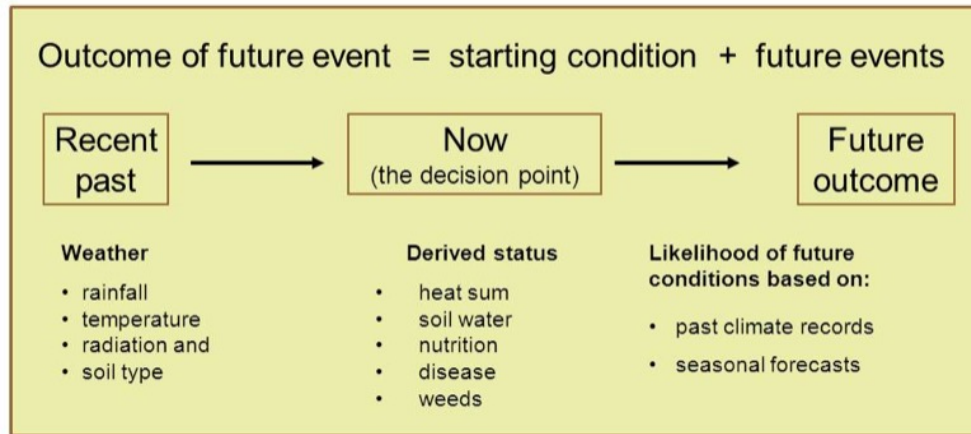 Outcome of future event = starting condition + future events
Recent
past
Now
(the decision point)
Future
outcome
Weather
• rainfall
• temperature
• radiation and
• soil type
Derived status
• heat sum
• soil water
• nutrition
• disease
• weeds
Likelihood of future
conditions based on:
• past climate records
• seasonal forecasts